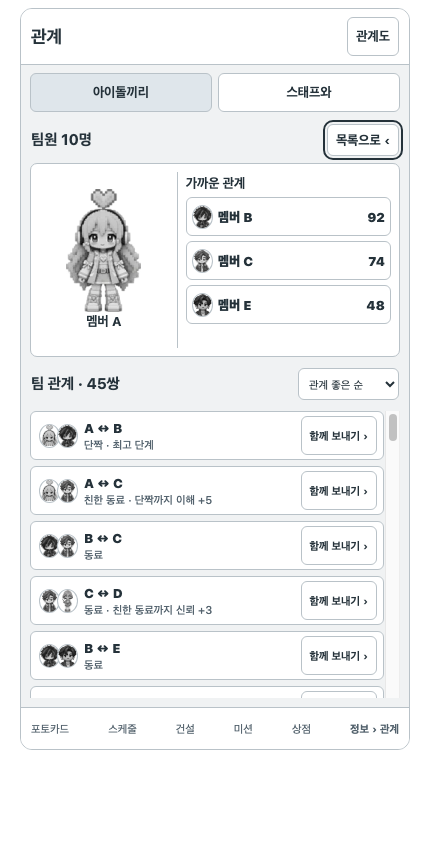 관계
관계도
아이돌끼리
스태프와
팀원 10명
목록으로 ‹
가까운 관계
멤버 B 92
멤버 C 74
멤버 E 48
멤버 A
팀 관계 · 45쌍
관계 좋은 순
A ↔ B
단짝 · 최고 단계
함께 보내기 ›
A ↔ C
친한 동료 · 단짝까지 이해 +5
함께 보내기 ›
B ↔ C
동료
함께 보내기 ›
C ↔ D
동료 · 친한 동료까지 신뢰 +3
함께 보내기 ›
B ↔ E
동료
함께 보내기 ›
포토카드 스케줄 건설 미션 상점 정보 › 관계